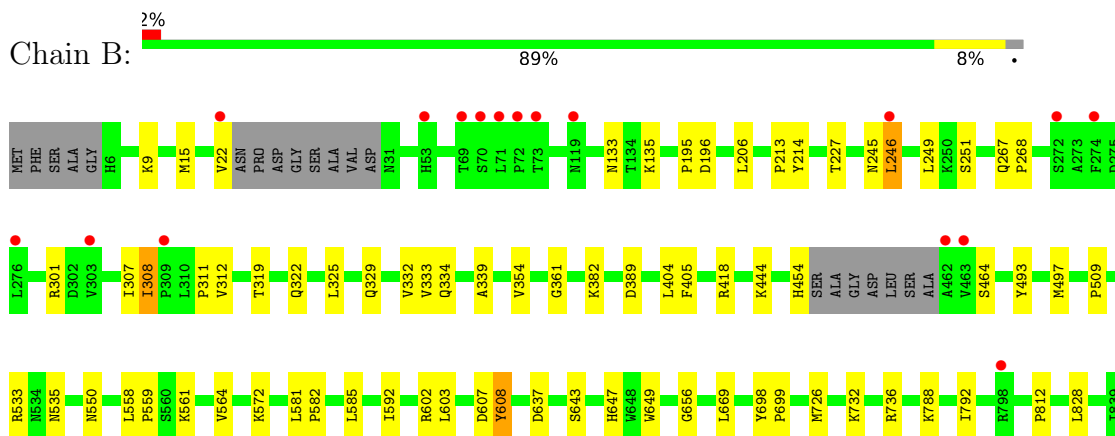 2%
Chain B:
89% 8% •
MET PHE SER ALA GLY H6 K9 M15 V22 ASN PRO ASP GLY SER ALA VAL ASP N31 H53 T69 S70 L71 P72 T73 N119 N133 T134 K135 P195 D196 L206 P213 Y214 T227 N245 L246 L249 K250 S251 Q267 P268 S272 A273 F274 D275
L276 R301 D302 V303 I307 I308 P309 L310 P311 V312 T319 Q322 L325 Q329 V332 V333 Q334 A339 V354 G361 K382 D389 L404 F405 R418 K444 H454 SER ALA GLY ASP LEU SER ALA A462 V463 S464 Y493 M497 P509
R533 N534 N535 N550 L558 P559 S560 K561 V564 K572 L581 P582 L585 I592 R602 L603 D607 Y608 D637 S643 H647 W648 W649 G656 L669 Y698 P699 M726 K732 R736 K788 I792 R798 P812 L828